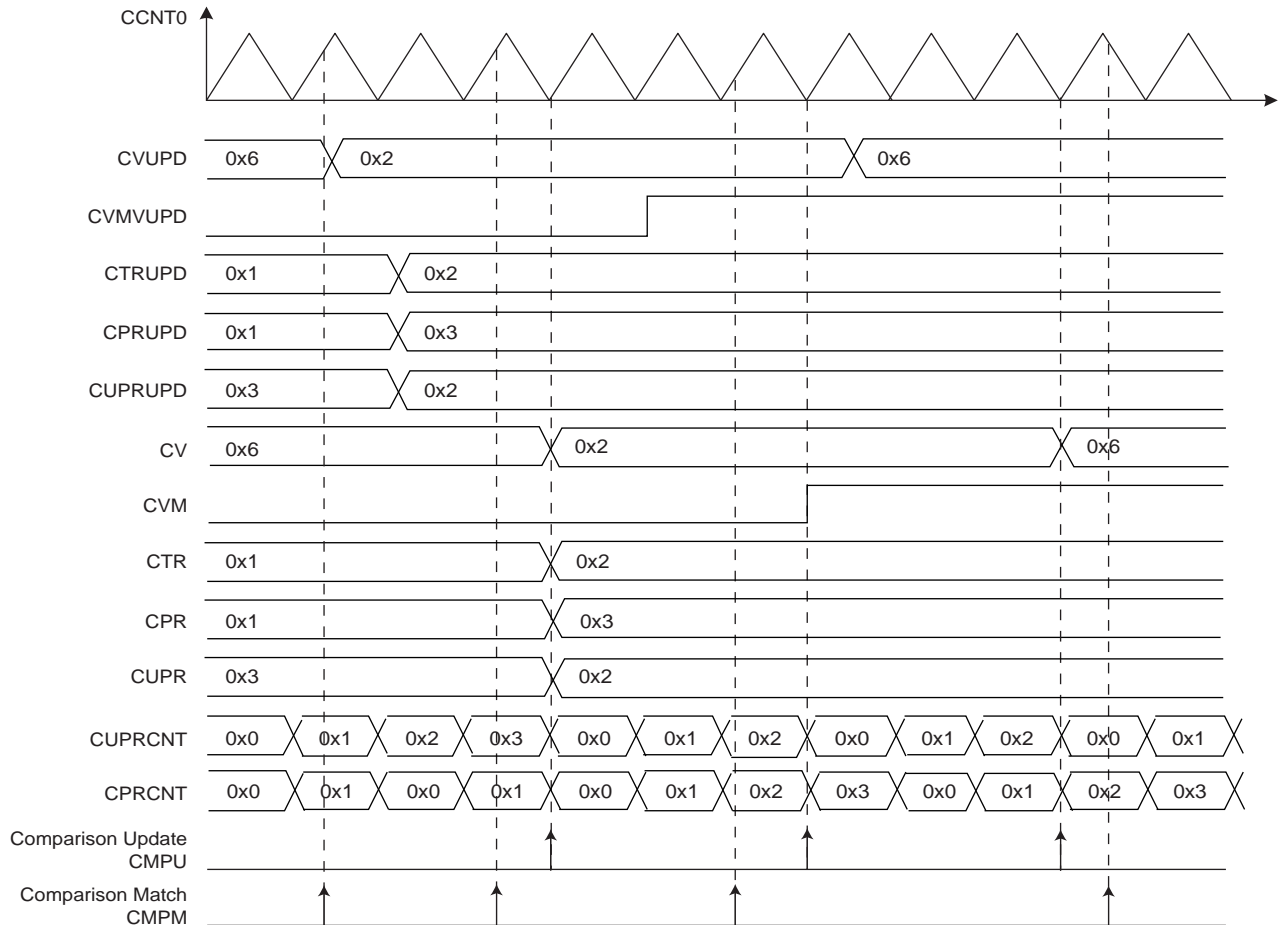 CCNT0
CVUPD 0x6 0x2 0x6
CVMVUPD
CTRUPD 0x1 0x2
CPRUPD 0x1 0x3
CUPRUPD 0x3 0x2
CV 0x6 0x2 0x6
CVM
CTR 0x1 0x2
CPR 0x1 0x3
CUPR 0x3 0x2
CUPRCNT 0x0 0x1 0x2 0x3 0x0 0x1 0x2 0x0 0x1 0x2 0x0 0x1
CPRCNT 0x0 0x1 0x0 0x1 0x0 0x1 0x2 0x3 0x0 0x1 0x2 0x3
Comparison Update
CMPU
Comparison Match
CMPM